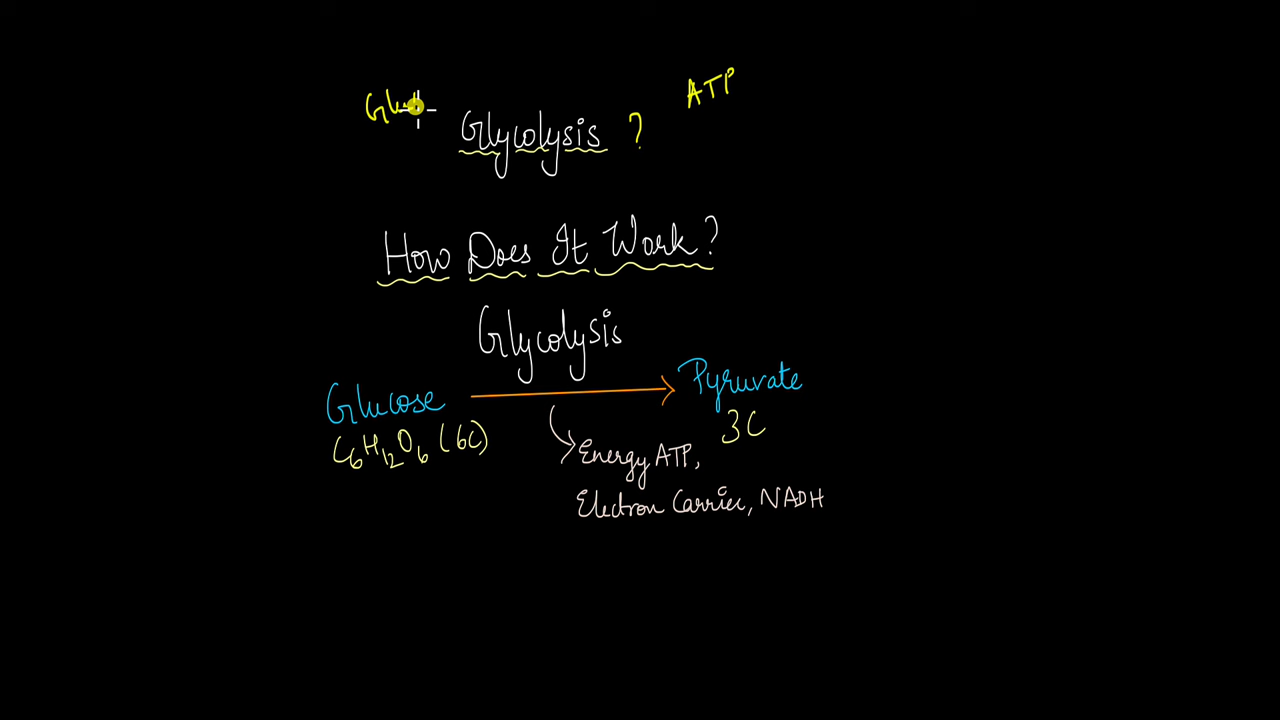 ATP
Glycolysis ?
How Does It Work?
Glycolysis
Glucose Pyruvate
C6H12O6 (6C) 3C
Energy ATP,
Electron Carrier, NADH